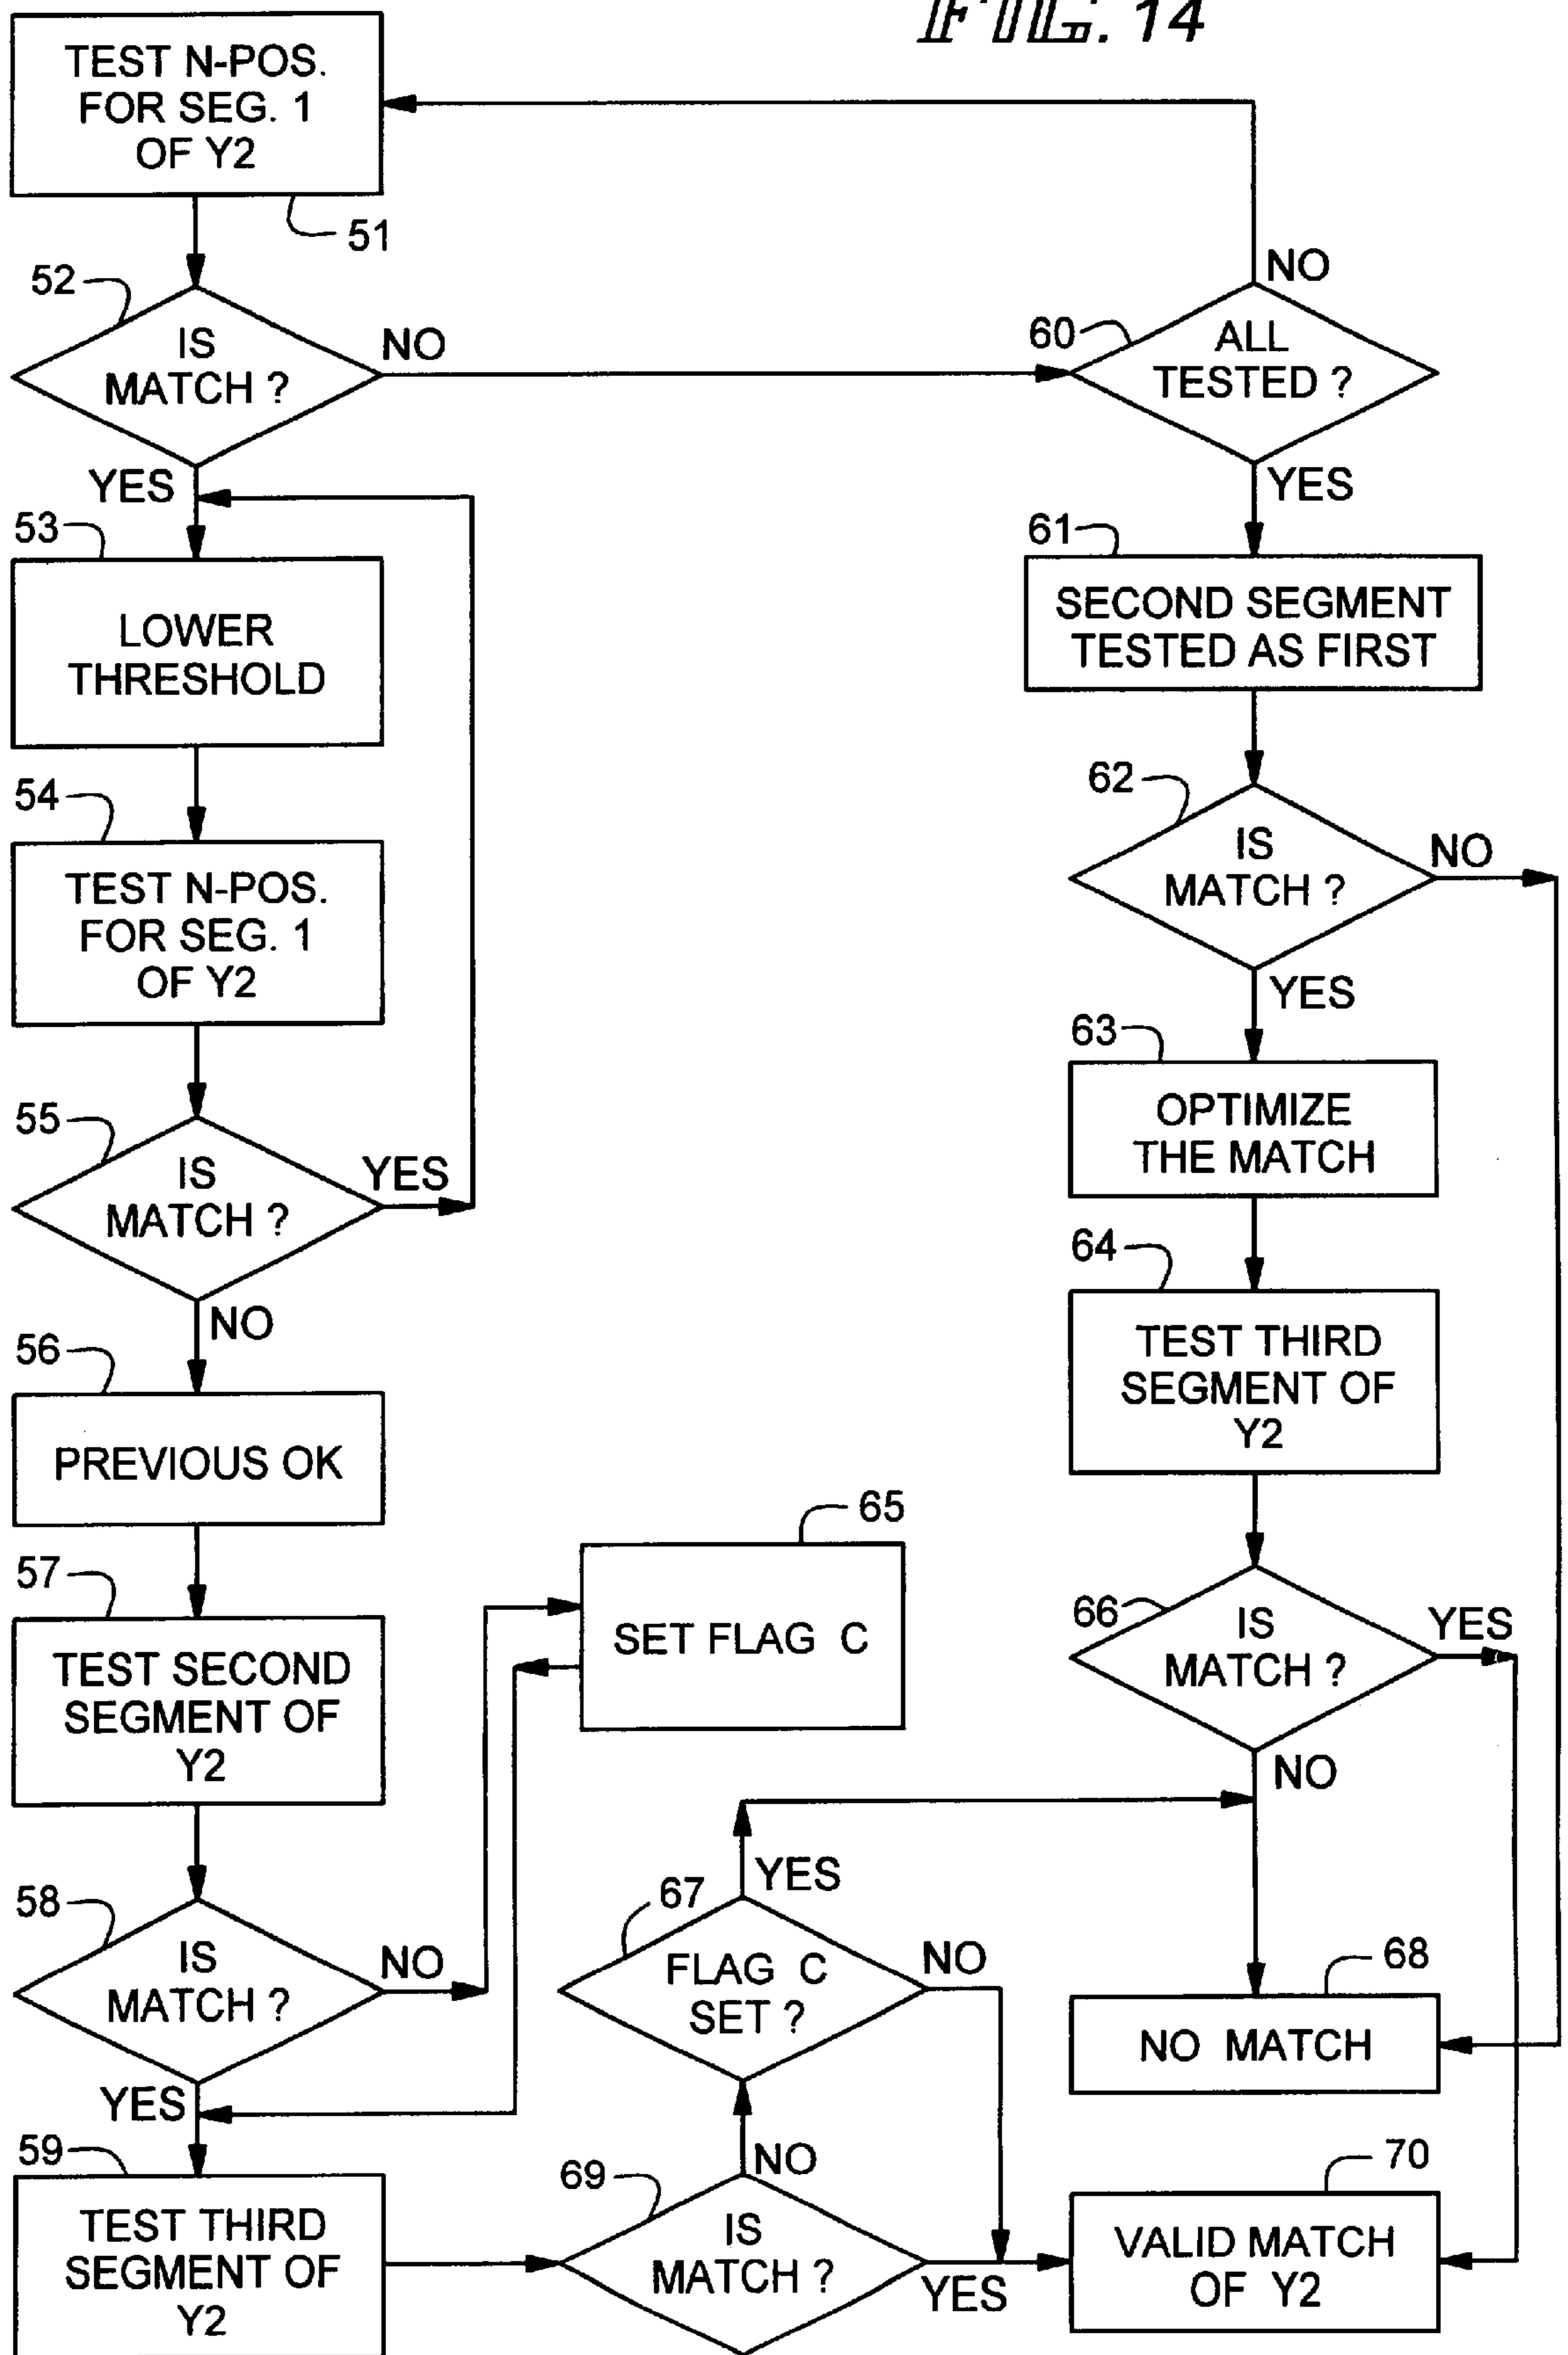 FIG. 14
TEST N-POS.
FOR SEG. 1
OF Y2
51
52
IS
MATCH ?
NO
YES
53
LOWER
THRESHOLD
54
TEST N-POS.
FOR SEG. 1
OF Y2
55
IS
MATCH ?
YES
NO
56
PREVIOUS OK
57
TEST SECOND
SEGMENT OF
Y2
58
IS
MATCH ?
NO
YES
59
TEST THIRD
SEGMENT OF
Y2
NO
60
ALL
TESTED ?
YES
61
SECOND SEGMENT
TESTED AS FIRST
62
IS
MATCH ?
NO
YES
63
OPTIMIZE
THE MATCH
64
TEST THIRD
SEGMENT OF
Y2
65
SET FLAG C
66
IS
MATCH ?
YES
NO
YES
67
FLAG C
SET ?
NO
68
NO MATCH
NO
69
IS
MATCH ?
YES
70
VALID MATCH
OF Y2